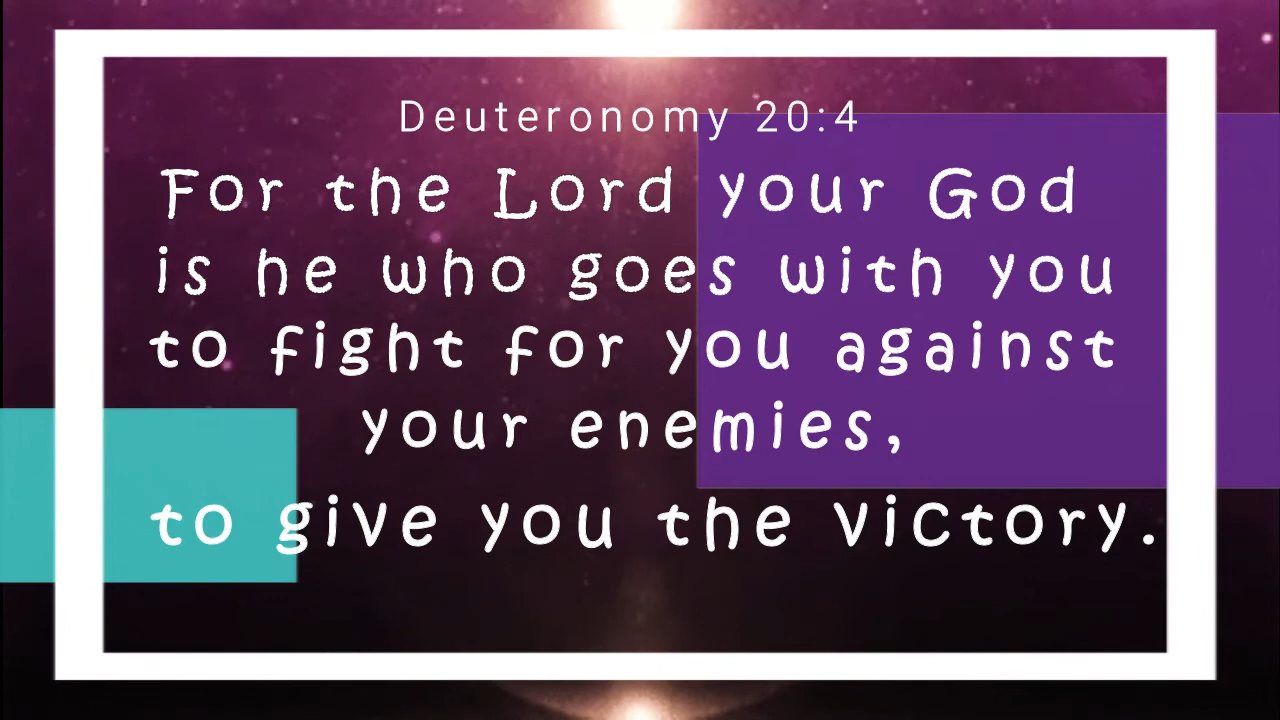 Deuteronomy 20:4
For the Lord your God
is he who goes with you
to fight for you against
your enemies,
to give you the victory.